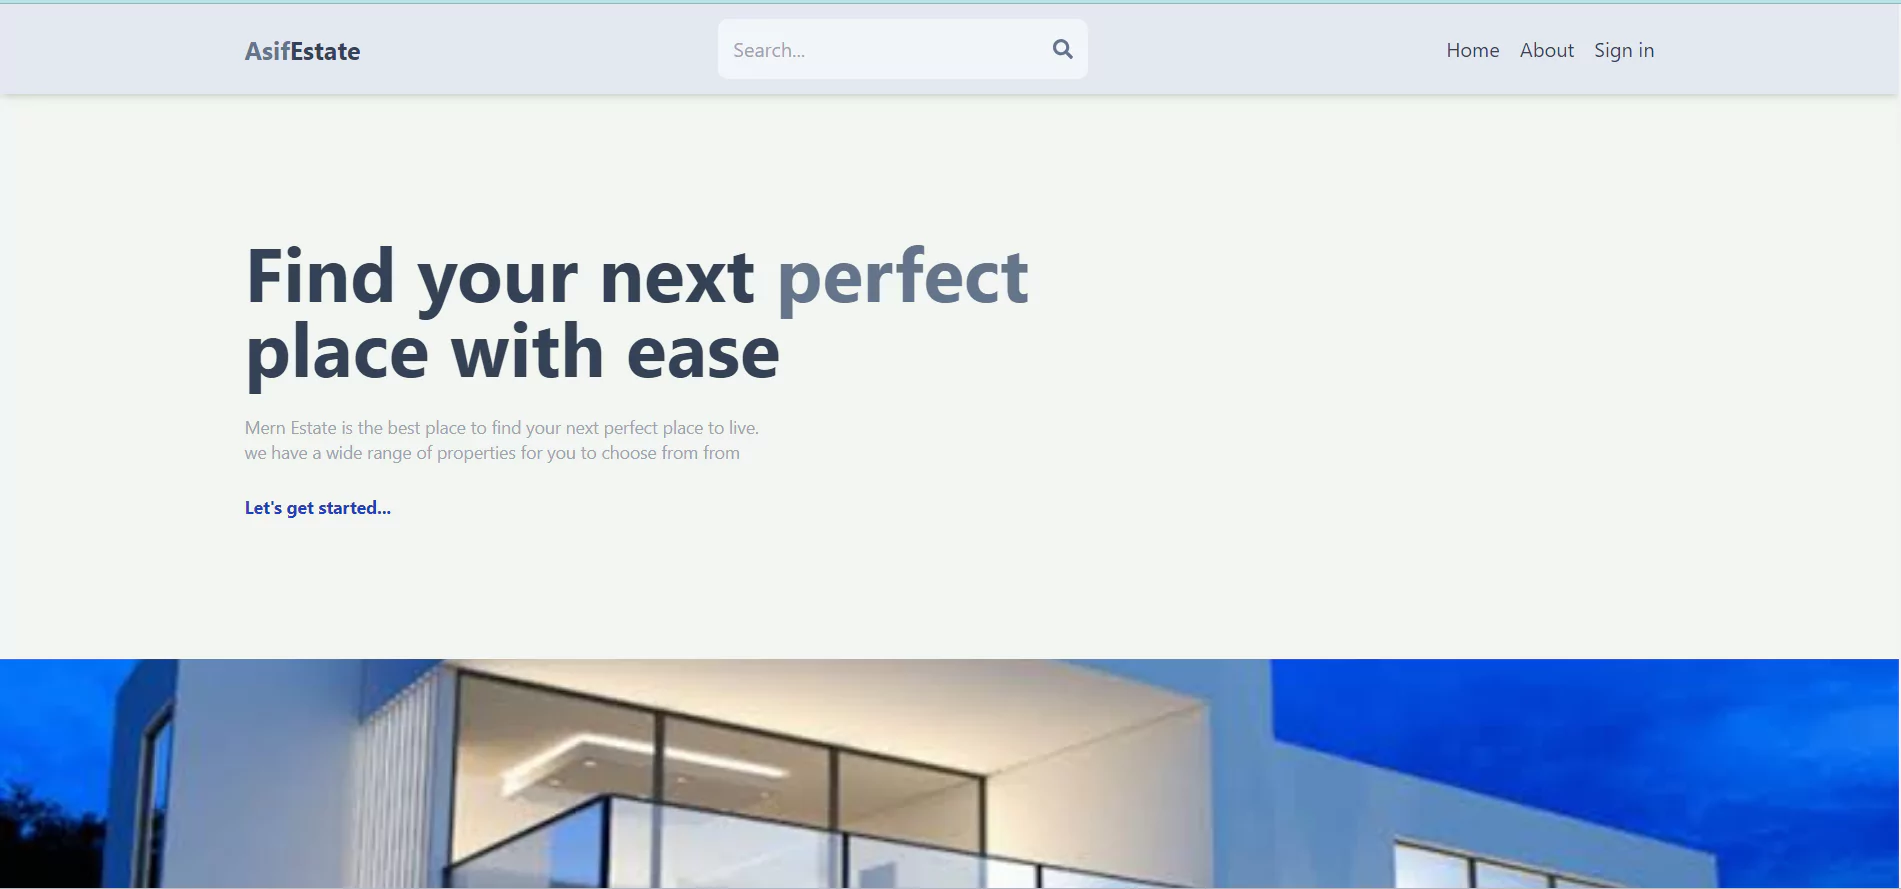 AsifEstate
Search...
Home About Sign in
Find your next perfect
place with ease
Mern Estate is the best place to find your next perfect place to live.
we have a wide range of properties for you to choose from from
Let's get started...